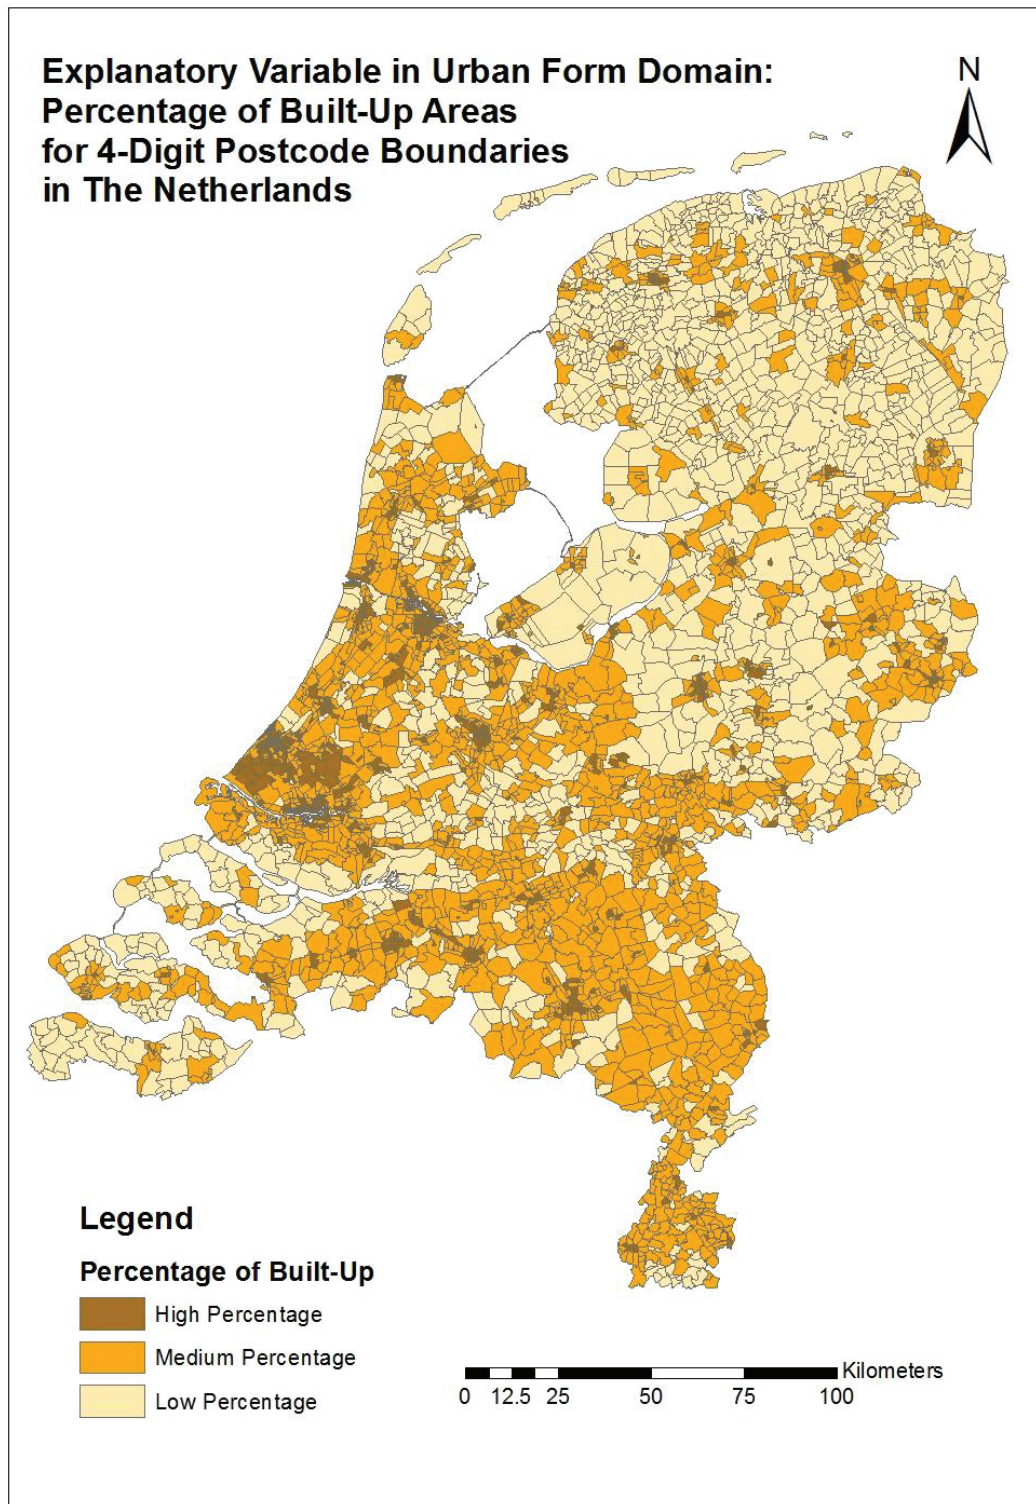 Explanatory Variable in Urban Form Domain:
Percentage of Built-Up Areas
for 4-Digit Postcode Boundaries
in The Netherlands
N
Legend
Percentage of Built-Up
High Percentage
Medium Percentage
Low Percentage
Kilometers
0 12.5 25 50 75 100